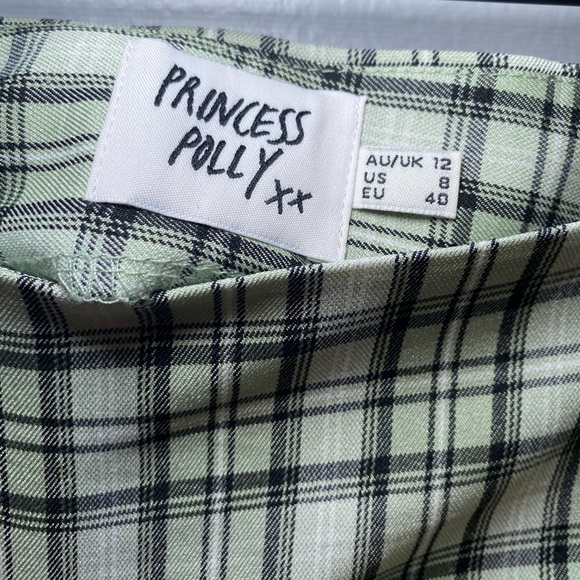 PRINCESS
POLLY xx
AU/UK 12
US 8
EU 40